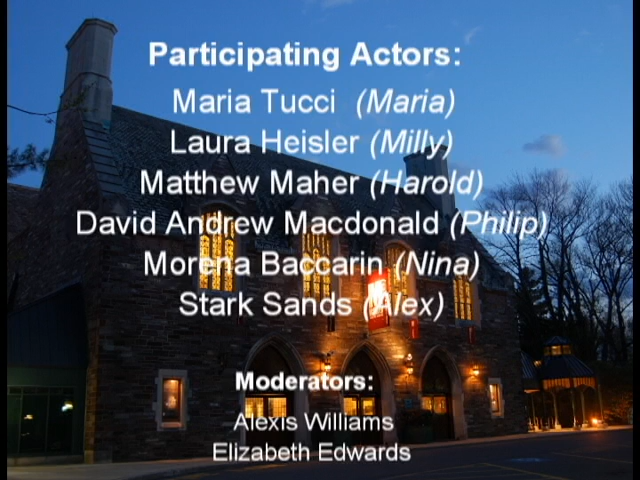 Participating Actors:
Maria Tucci (Maria)
Laura Heisler (Milly)
Matthew Maher (Harold)
David Andrew Macdonald (Philip)
Morena Baccarin (Nina)
Stark Sands (Alex)
Moderators:
Alexis Williams
Elizabeth Edwards